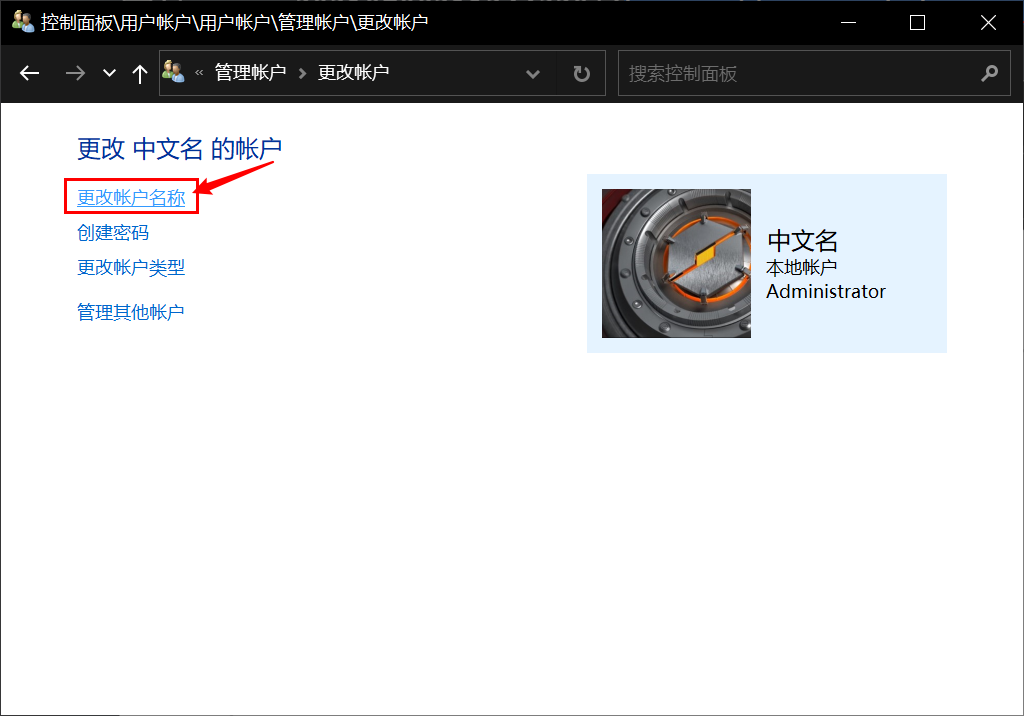 控制面板\用户帐户\用户帐户\管理帐户\更改帐户
« 管理帐户 > 更改帐户
搜索控制面板
更改 中文名 的帐户
更改帐户名称
创建密码
更改帐户类型
管理其他帐户
中文名
本地帐户
Administrator